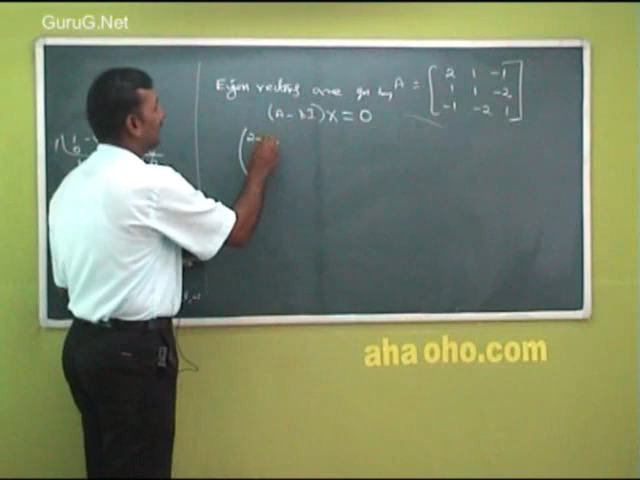 GuruG.Net
Eigen vectors are given by A = [2 1 -1
1 1 -2
-1 -2 1]
(A - λI)X = 0
(2-
aha oho.com